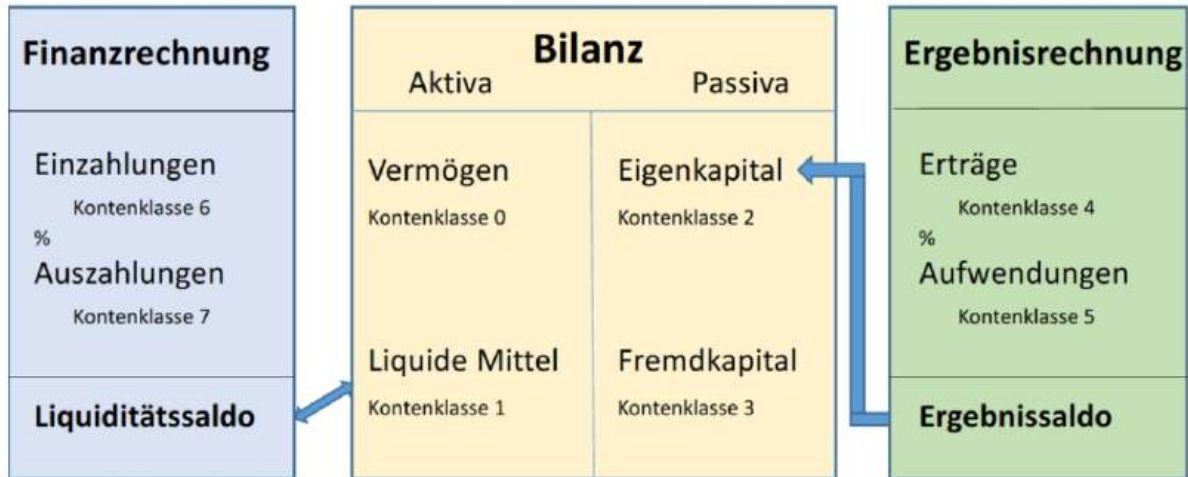 Finanzrechnung
Einzahlungen
Kontenklasse 6
%
Auszahlungen
Kontenklasse 7
Liquiditätssaldo
Bilanz
Aktiva
Passiva
Vermögen
Kontenklasse 0
Liquide Mittel
Kontenklasse 1
Eigenkapital
Kontenklasse 2
Fremdkapital
Kontenklasse 3
Ergebnisrechnung
Erträge
Kontenklasse 4
%
Aufwendungen
Kontenklasse 5
Ergebnissaldo